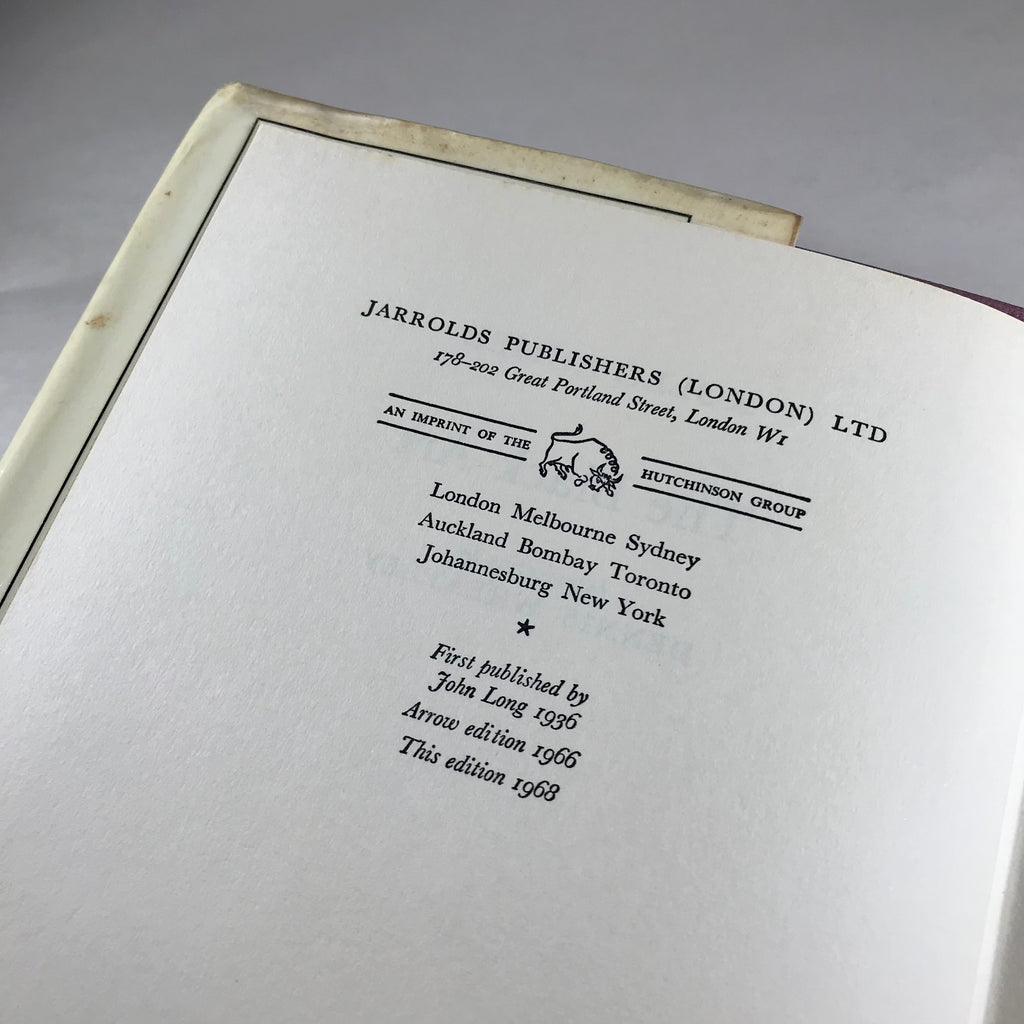 JARROLDS PUBLISHERS (LONDON) LTD
178–202 Great Portland Street, London W1
AN IMPRINT OF THE HUTCHINSON GROUP
London Melbourne Sydney
Auckland Bombay Toronto
Johannesburg New York
★
First published by
John Long 1936
Arrow edition 1966
This edition 1968